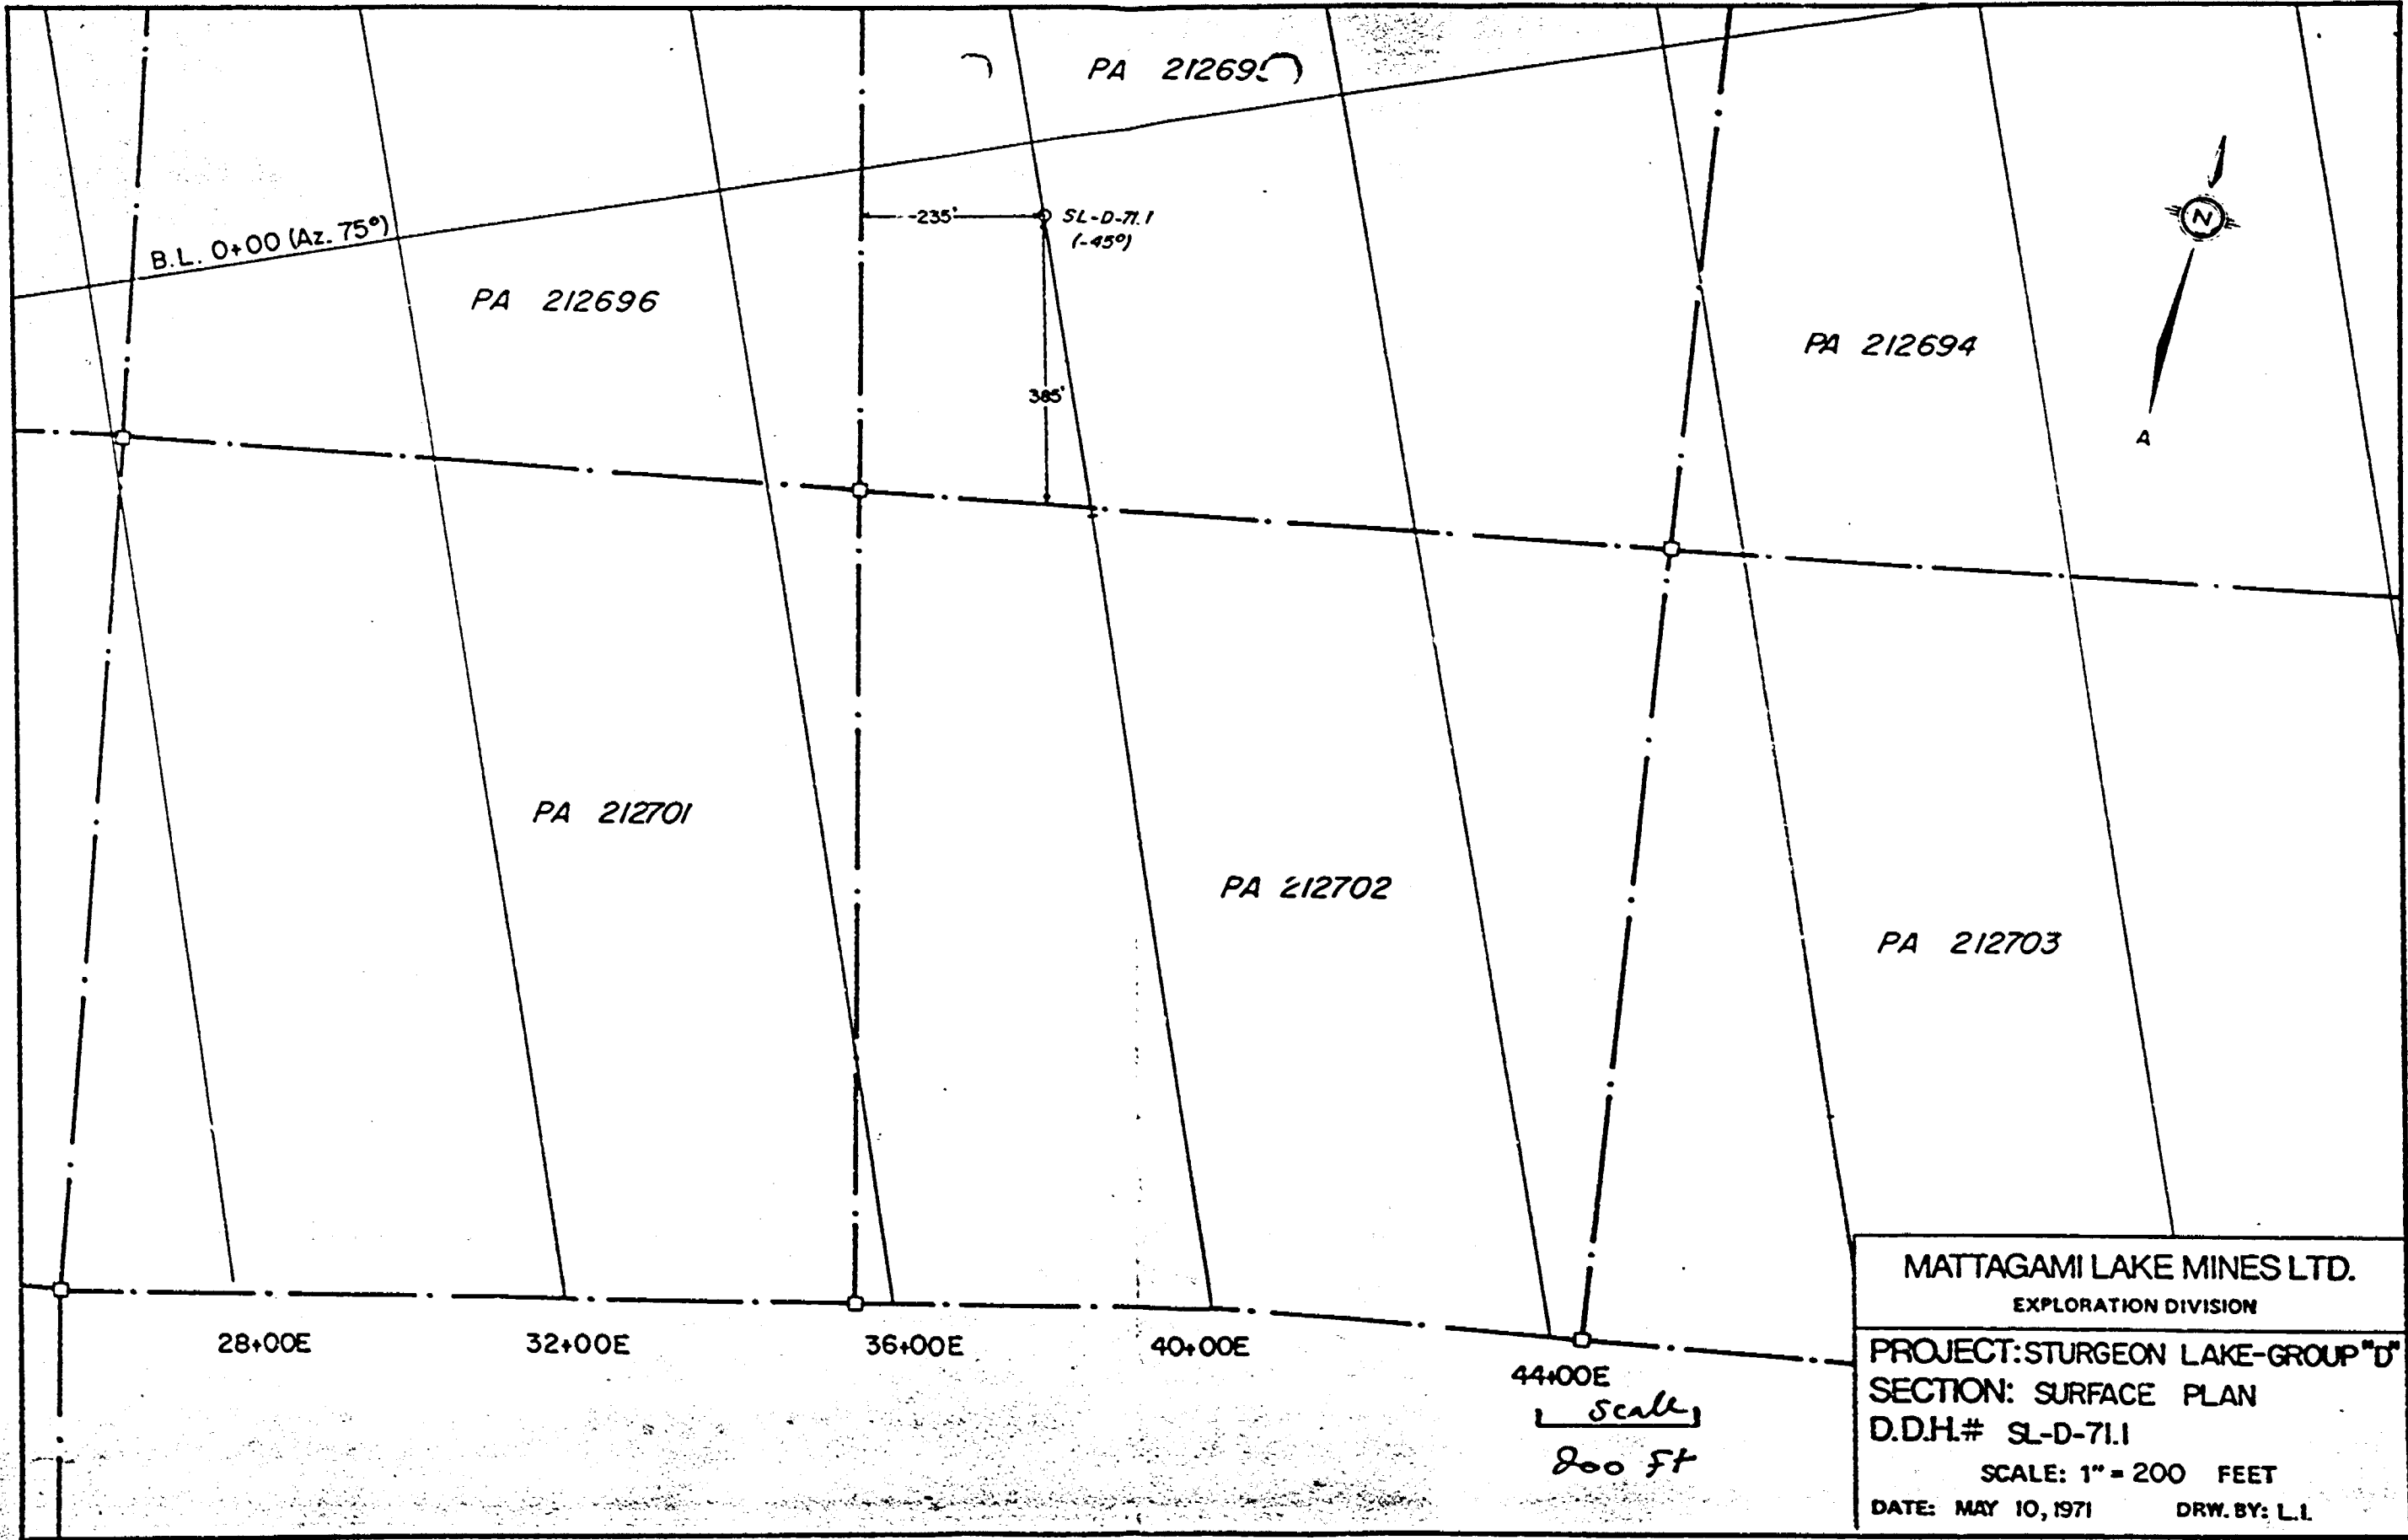 PA 21269
B.L. 0+00 (Az. 75°)
235'
SL-D-71.1
(-45°)
N
PA 212696
PA 212694
385'
A
PA 212701
PA 212702
PA 212703
28+00E
32+00E
36+00E
40+00E
44+00E
Scale
200 ft
MATTAGAMI LAKE MINES LTD.
EXPLORATION DIVISION
PROJECT: STURGEON LAKE-GROUP "D"
SECTION: SURFACE PLAN
D.D.H.# SL-D-71.1
SCALE: 1" = 200 FEET
DATE: MAY 10, 1971 DRW. BY: L.I.